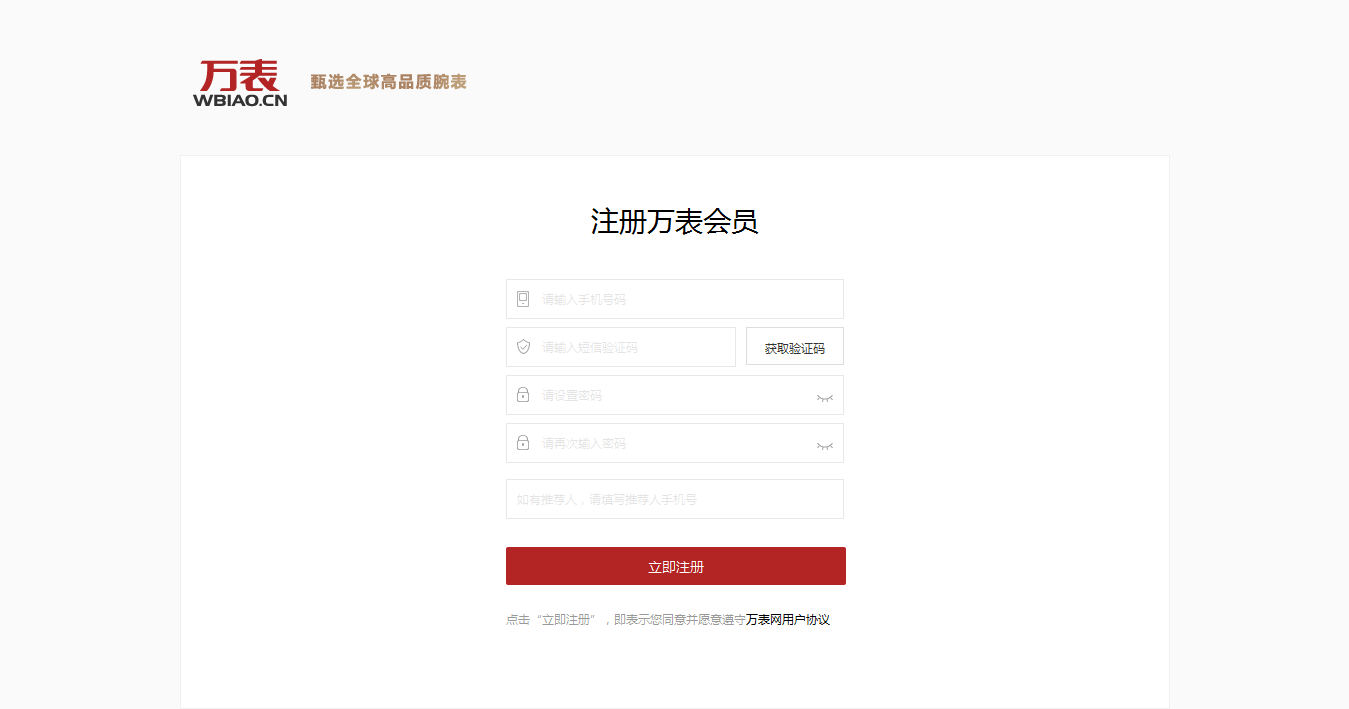 万表
WBIAO.CN
甄选全球高品质腕表
注册万表会员
请输入手机号码
请输入短信验证码
获取验证码
请设置密码
请再次输入密码
如有推荐人，请填写推荐人手机号
立即注册
点击“立即注册”，即表示您同意并愿意遵守万表网用户协议